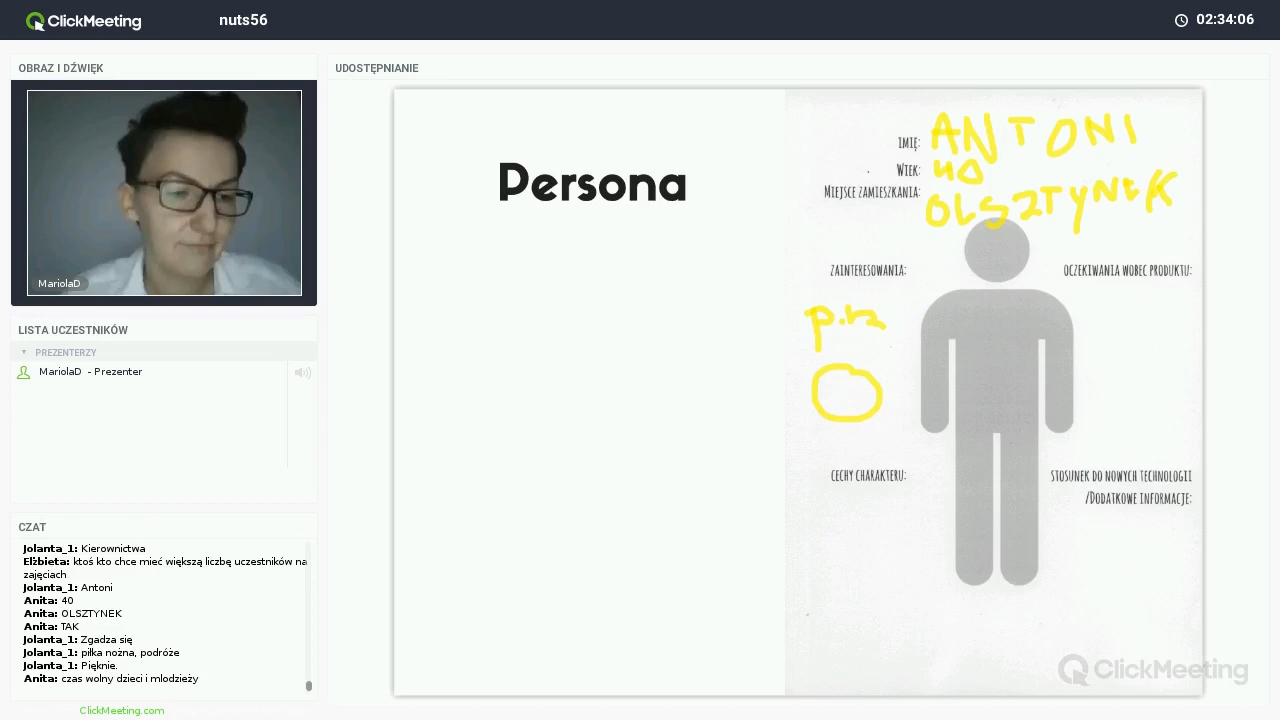 ClickMeeting
nuts56
02:34:06
OBRAZ I DŹWIĘK
MariolaD
LISTA UCZESTNIKÓW
PREZENTERZY
MariolaD - Prezenter
CZAT
Jolanta_1: Kierownictwa
Elżbieta: ktoś kto chce mieć większą liczbę uczestników na
zajęciach
Jolanta_1: Antoni
Anita: 40
Anita: OLSZTYNEK
Anita: TAK
Jolanta_1: Zgadza się
Jolanta_1: piłka nożna, podróże
Jolanta_1: Pięknie.
Anita: czas wolny dzieci i mlodzieży
ClickMeeting.com
UDOSTĘPNIANIE
Persona
IMIĘ: ANTONI
WIEK: 40
MIEJSCE ZAMIESZKANIA: OLSZTYNEK
ZAINTERESOWANIA:
OCZEKIWANIA WOBEC PRODUKTU:
CECHY CHARAKTERU:
STOSUNEK DO NOWYCH TECHNOLOGII
/DODATKOWE INFORMACJE:
ClickMeeting